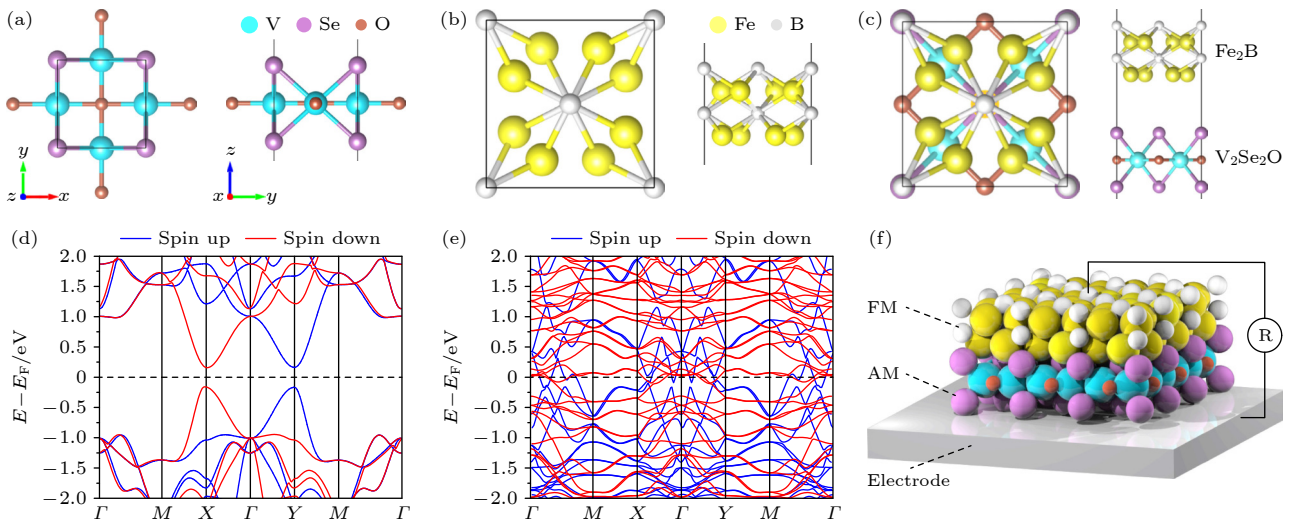 (a)
V Se O
y
z x
z
x y
(b)
Fe B
(c)
Fe₂B
V₂Se₂O
(d)
Spin up Spin down
E−E_F/eV
2.0
1.5
1.0
0.5
0
−0.5
−1.0
−1.5
−2.0
Γ M X Γ Y M Γ
(e)
Spin up Spin down
E−E_F/eV
2.0
1.5
1.0
0.5
0
−0.5
−1.0
−1.5
−2.0
Γ M X Γ Y M Γ
(f)
FM
R
AM
Electrode